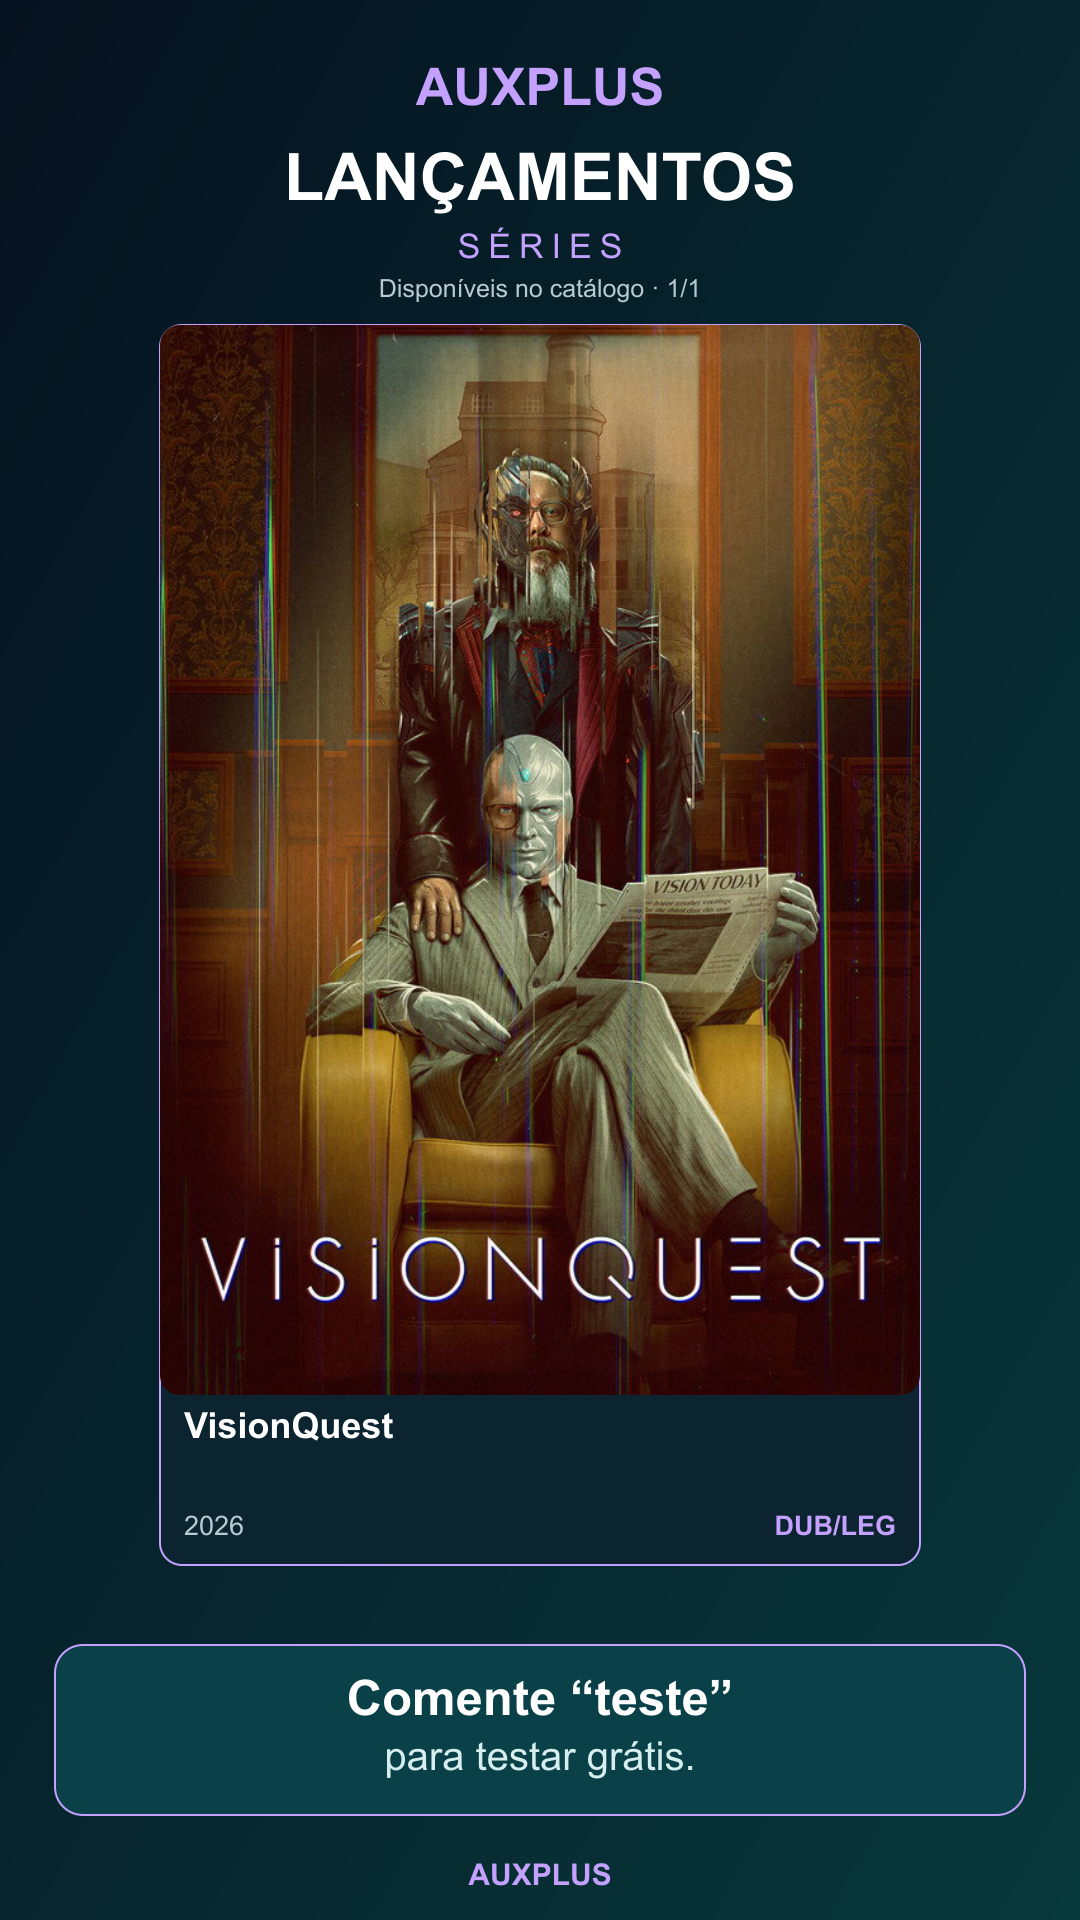 AUXPLUS
LANÇAMENTOS
SÉRIES
Disponíveis no catálogo · 1/1
VISION TODAY
ViSiONQUEST
VisionQuest
2026 DUB/LEG
Comente “teste”
para testar grátis.
AUXPLUS